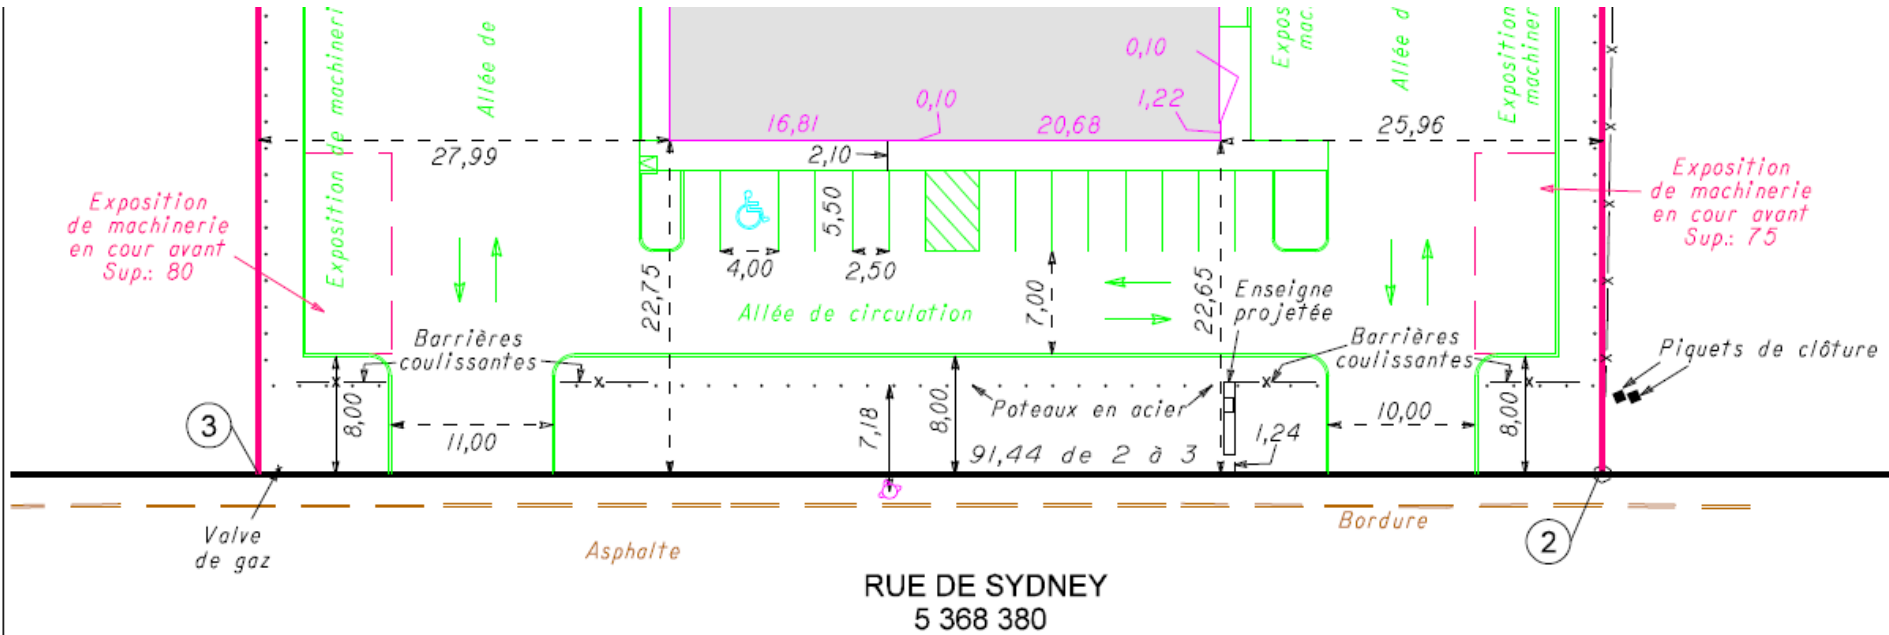 Exposition de machineri
Allée de
Expos
mac.
Allée d
Exposition
machiner
0,10
1,22
0,10
16,81
20,68
25,96
27,99
2,10
Exposition
de machinerie
en cour avant
Sup.: 80
Exposition
de machinerie
en cour avant
Sup.: 75
5,50
4,00
2,50
22,75
7,00
22,65
Allée de circulation
Enseigne
projetée
Barrières
coulissantes
Barrières
coulissantes
Piquets de clôture
8,00
11,00
7,18
8,00
Poteaux en acier
10,00
8,00
1,24
91,44 de 2 à 3
3
2
Valve
de gaz
Asphalte
Bordure
RUE DE SYDNEY
5 368 380